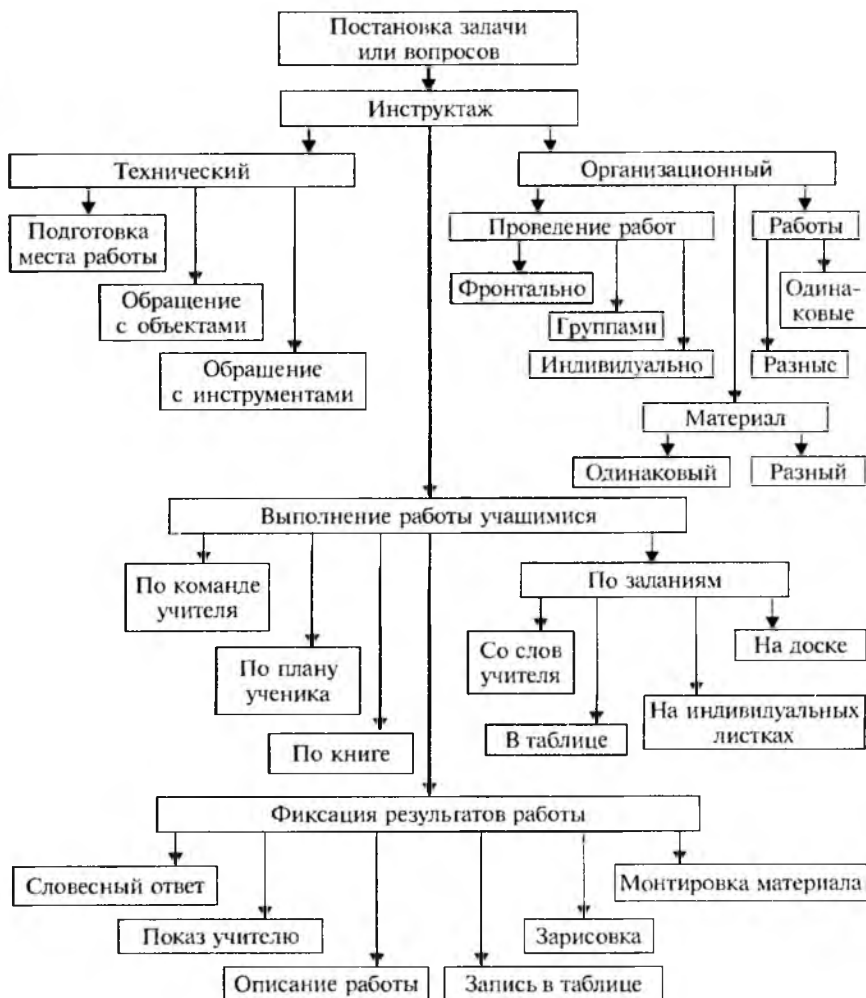 Постановка задачи
или вопросов
Инструктаж
Технический
Организационный
Подготовка
места работы
Проведение работ
Работы
Обращение
с объектами
Фронтально
Одина-
ковые
Группами
Обращение
с инструментами
Индивидуально
Разные
Материал
Одинаковый
Разный
Выполнение работы учащимися
По команде
учителя
По заданиям
По плану
ученика
Со слов
учителя
На доске
По книге
В таблице
На индивидуальных
листках
Фиксация результатов работы
Словесный ответ
Монтировка материала
Показ учителю
Зарисовка
Описание работы
Запись в таблице